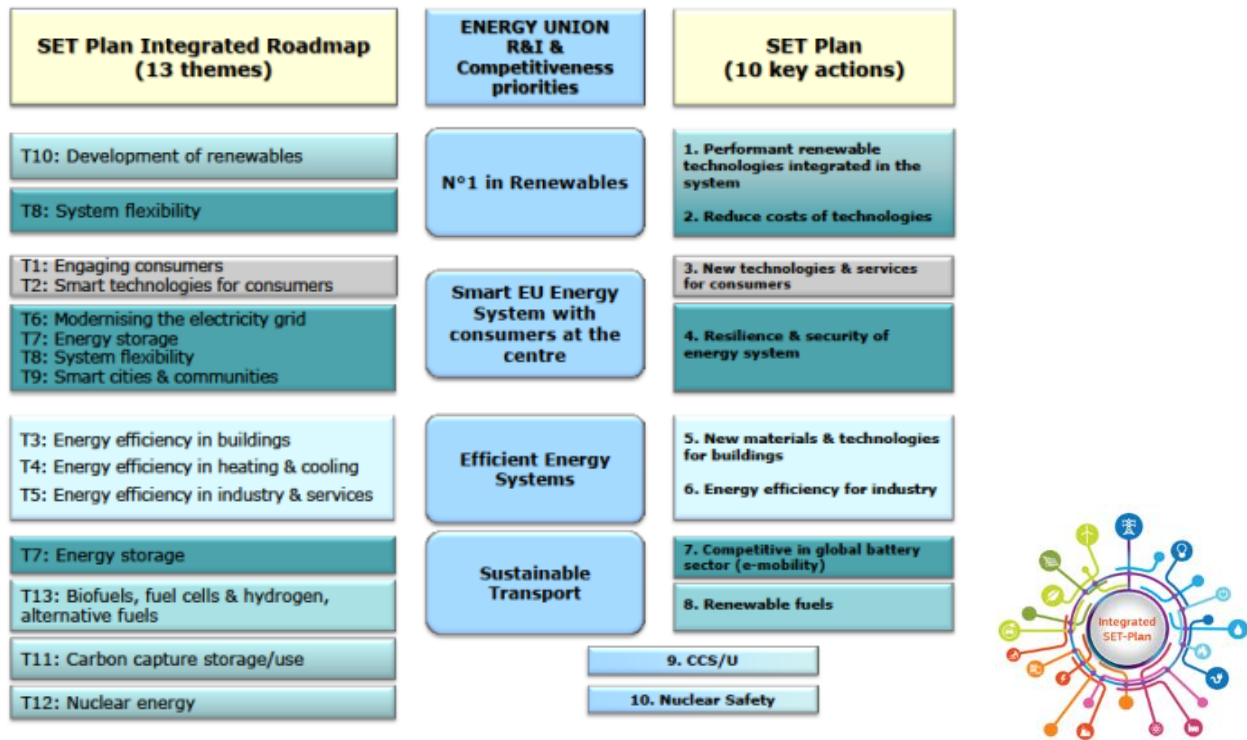 SET Plan Integrated Roadmap
(13 themes)
ENERGY UNION
R&I &
Competitiveness
priorities
SET Plan
(10 key actions)
T10: Development of renewables
T8: System flexibility
N°1 in Renewables
1. Performant renewable
technologies integrated in the
system
2. Reduce costs of technologies
T1: Engaging consumers
T2: Smart technologies for consumers
T6: Modernising the electricity grid
T7: Energy storage
T8: System flexibility
T9: Smart cities & communities
Smart EU Energy
System with
consumers at the
centre
3. New technologies & services
for consumers
4. Resilience & security of
energy system
T3: Energy efficiency in buildings
T4: Energy efficiency in heating & cooling
T5: Energy efficiency in industry & services
Efficient Energy
Systems
5. New materials & technologies
for buildings
6. Energy efficiency for industry
T7: Energy storage
T13: Biofuels, fuel cells & hydrogen,
alternative fuels
Sustainable
Transport
7. Competitive in global battery
sector (e-mobility)
8. Renewable fuels
T11: Carbon capture storage/use
9. CCS/U
T12: Nuclear energy
10. Nuclear Safety
Integrated
SET-Plan